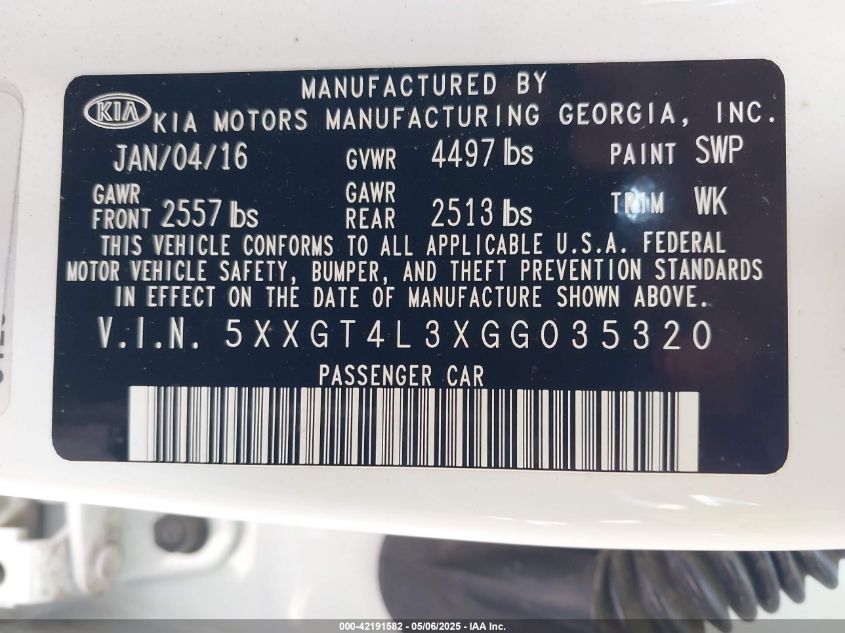 MANUFACTURED BY
KIA KIA MOTORS MANUFACTURING GEORGIA, INC.
JAN/04/16 GVWR 4497 lbs PAINT SWP
GAWR FRONT 2557 lbs GAWR REAR 2513 lbs TRIM WK
THIS VEHICLE CONFORMS TO ALL APPLICABLE U.S.A. FEDERAL
MOTOR VEHICLE SAFETY, BUMPER, AND THEFT PREVENTION STANDARDS
IN EFFECT ON THE DATE OF MANUFACTURE SHOWN ABOVE.
V.I.N. 5XXGT4L3XGG035320
PASSENGER CAR
000-42191582 - 05/06/2025 - IAA Inc.